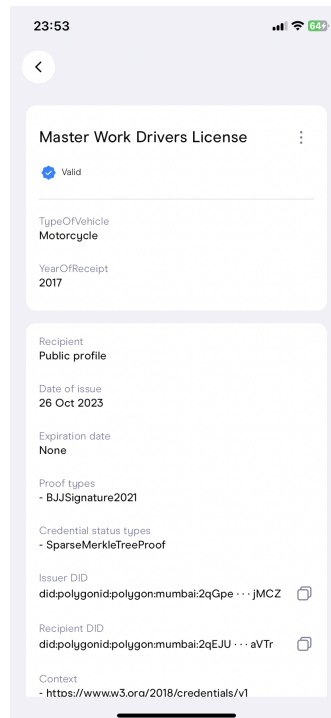 23:53
64
Master Work Drivers License
Valid
TypeOfVehicle
Motorcycle
YearOfReceipt
2017
Recipient
Public profile
Date of issue
26 Oct 2023
Expiration date
None
Proof types
- BJJSignature2021
Credential status types
- SparseMerkleTreeProof
Issuer DID
did:polygonid:polygon:mumbai:2qGpe ··· jMCZ
Recipient DID
did:polygonid:polygon:mumbai:2qEJU ··· aVTr
Context
- https://www.w3.org/2018/credentials/v1